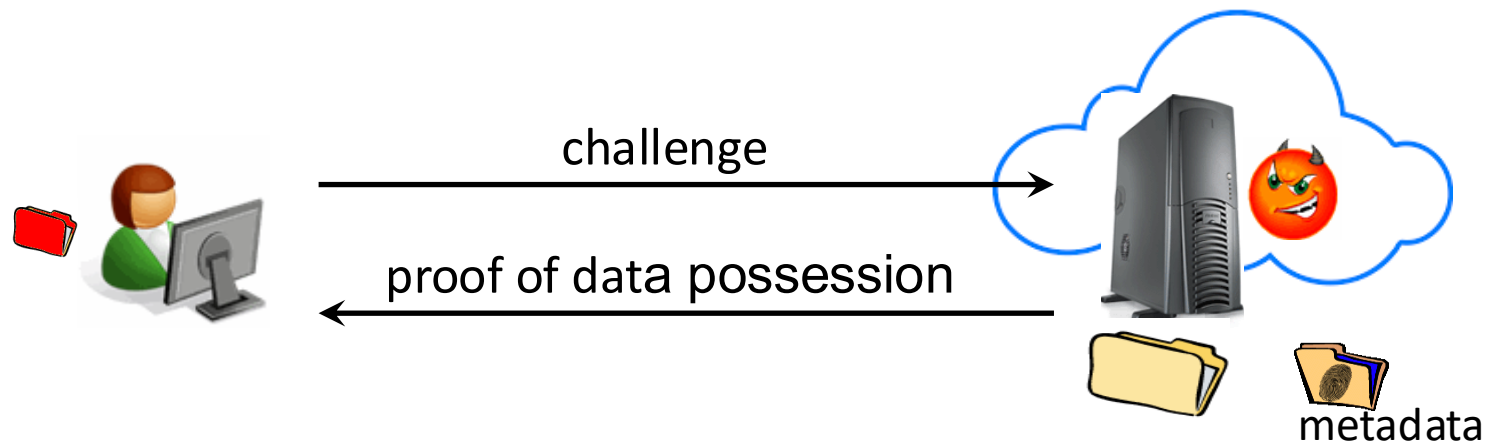 challenge
proof of data possession
metadata